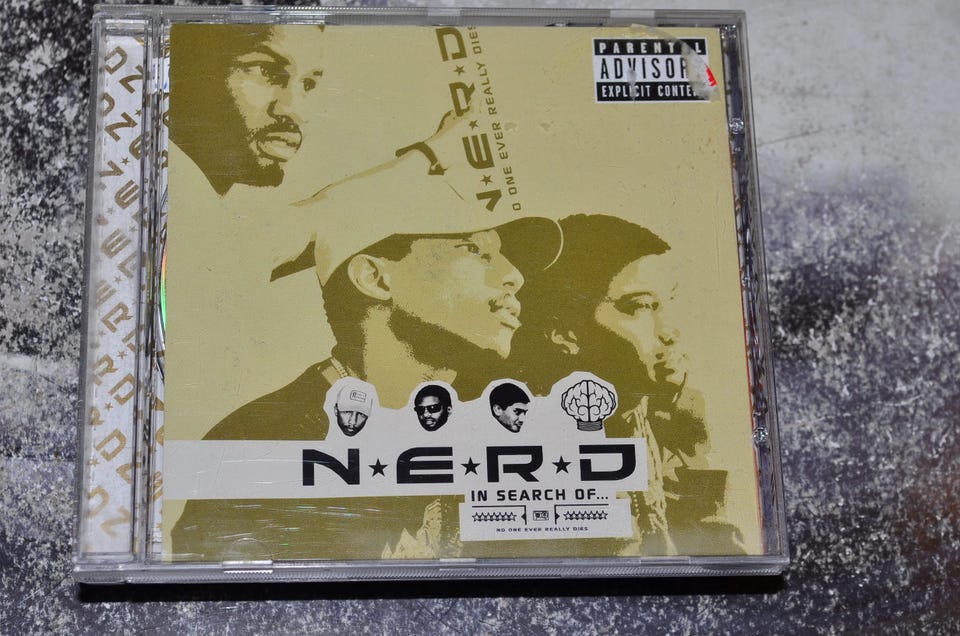 PARENTAL
ADVISORY
EXPLICIT CONTENT
N★E★R★D
O ONE EVER REALLY DIES
N★E★R★D
IN SEARCH OF...
NO ONE EVER REALLY DIES
N★E★R★D